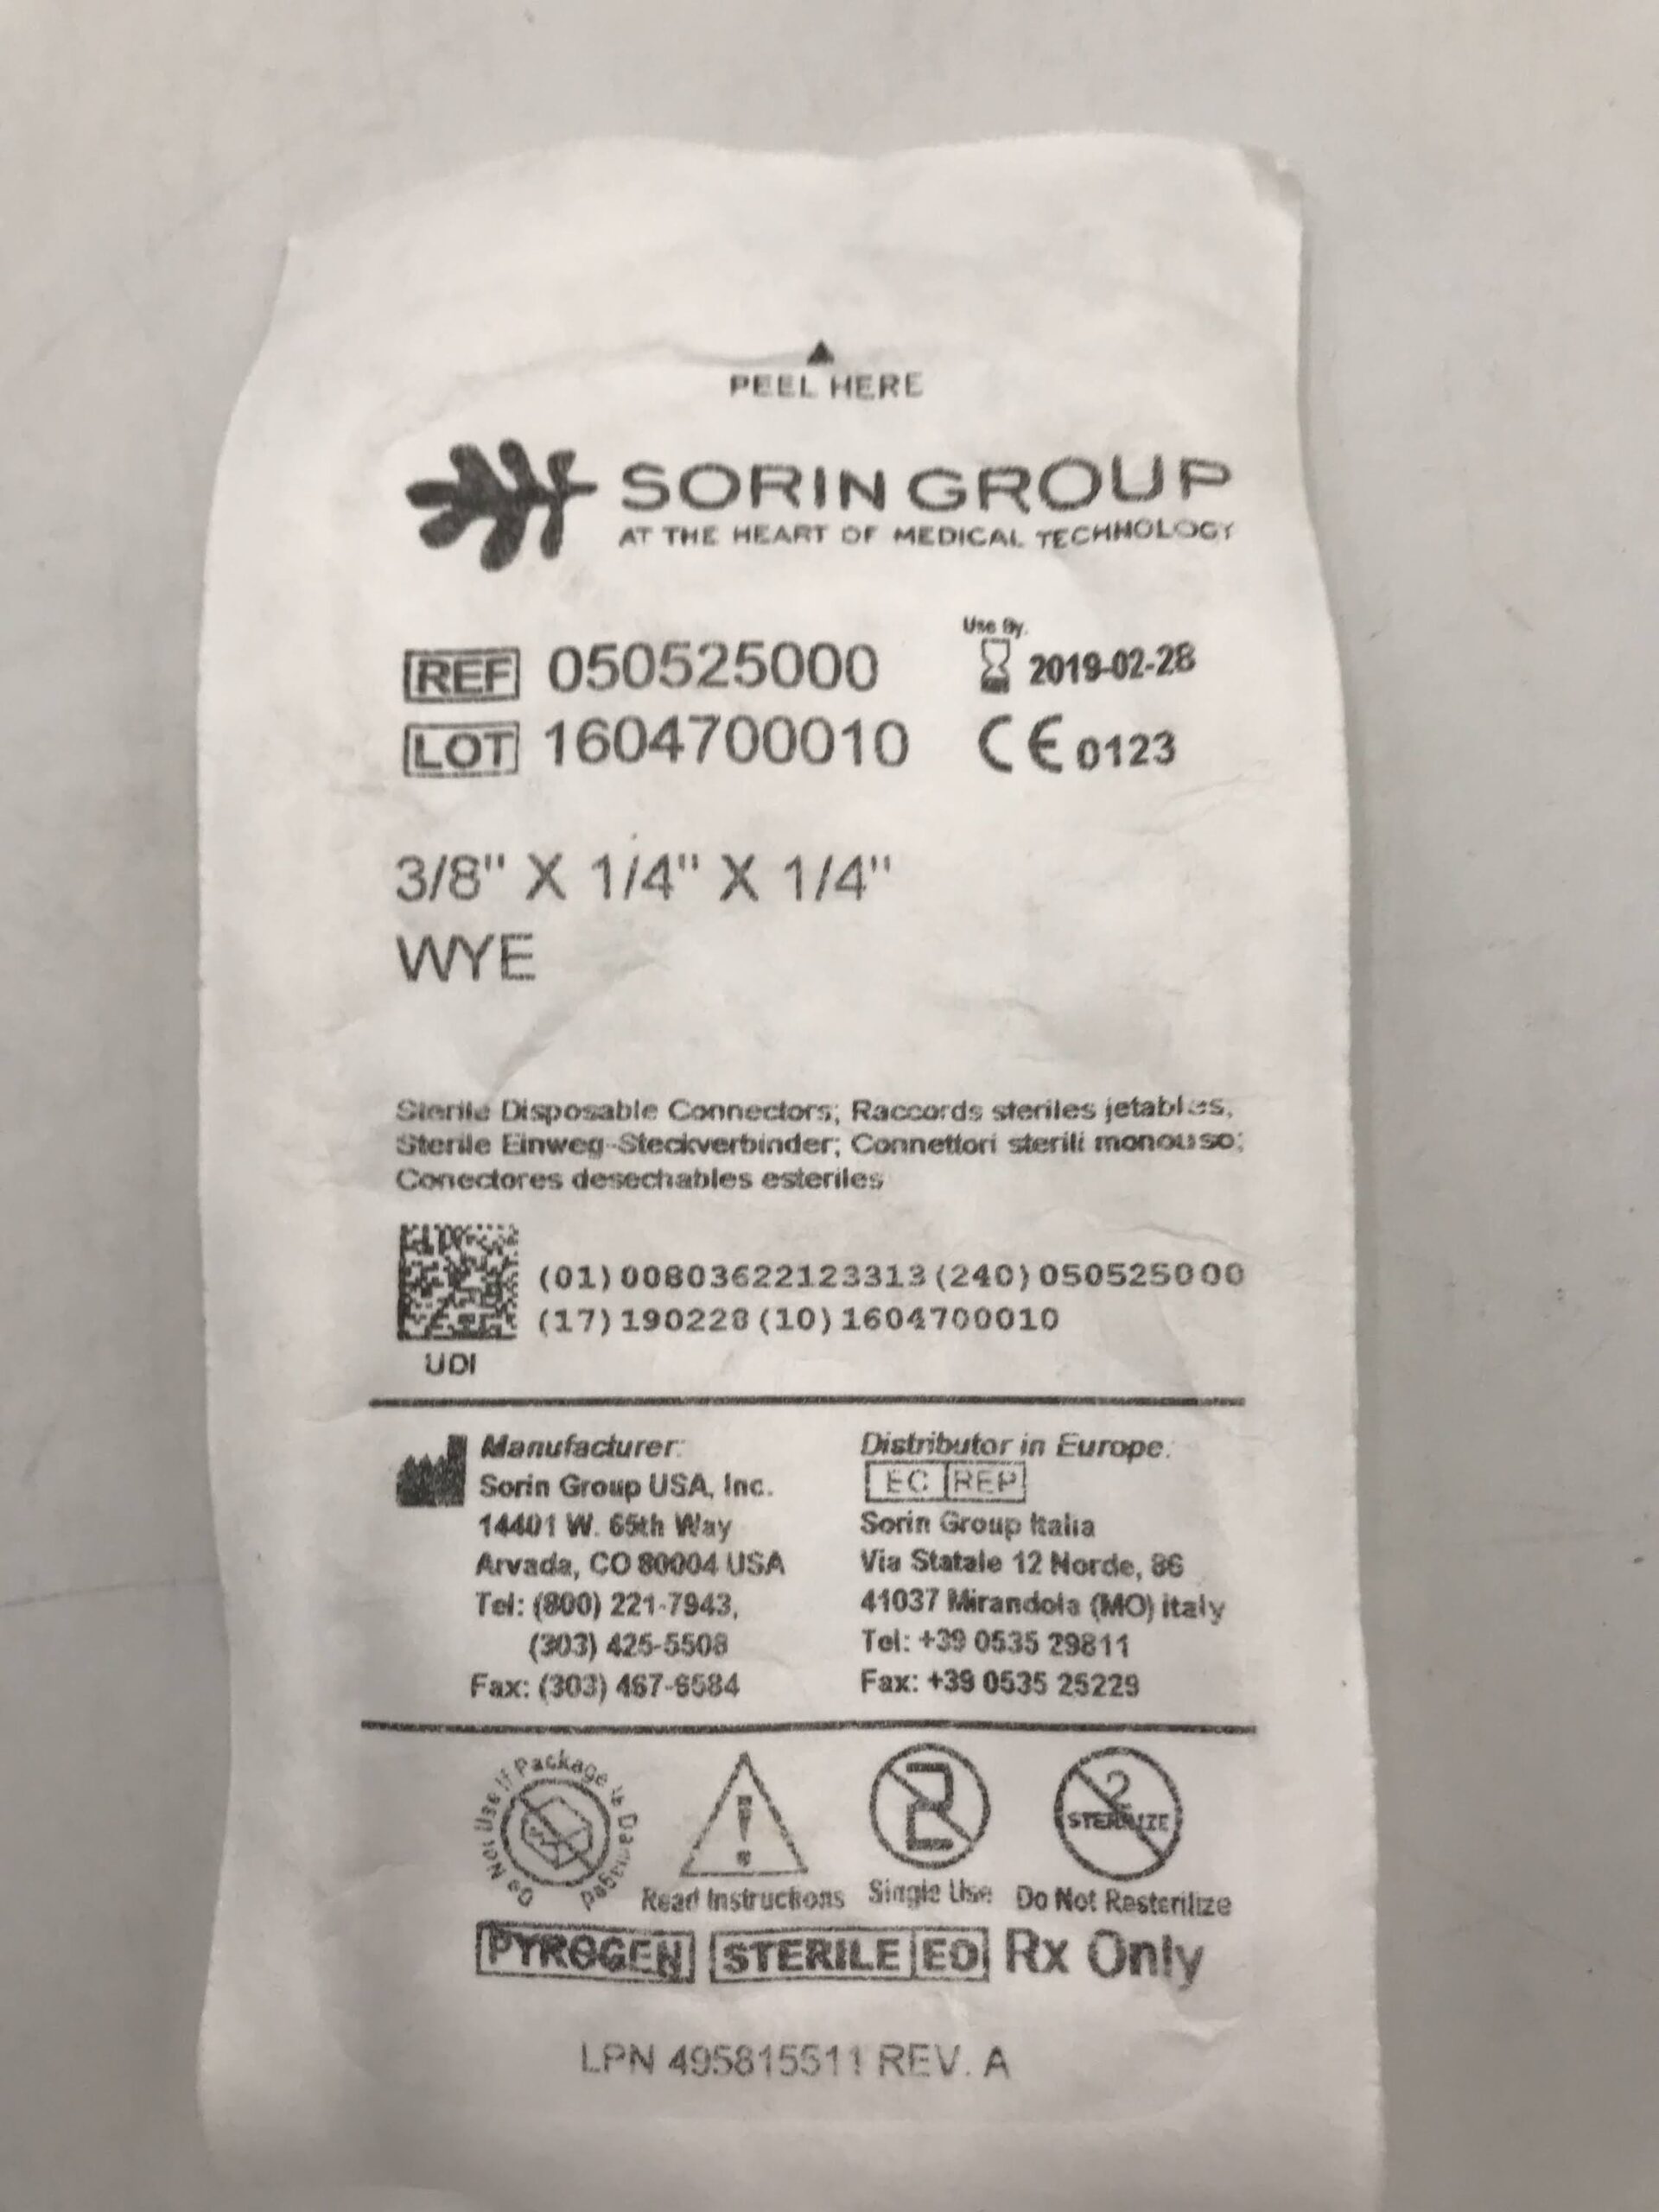 PEEL HERE
SORIN GROUP
AT THE HEART OF MEDICAL TECHNOLOGY
REF 050525000
Use By.
2019-02-28
LOT 1604700010
CE 0123
3/8" X 1/4" X 1/4"
WYE
Sterile Disposable Connectors; Raccords steriles jetables,
Sterile Einweg-Steckverbinder; Connettori sterili monouso;
Conectores desechables esteriles
(01)00803622123313(240)050525000
(17)190228(10)1604700010
UDI
Manufacturer:
Sorin Group USA, Inc.
14401 W. 65th Way
Arvada, CO 80004 USA
Tel: (800) 221-7943,
(303) 425-5508
Fax: (303) 467-6584
Distributor in Europe:
EC REP
Sorin Group Italia
Via Statale 12 Norde, 86
41037 Mirandola (MO) Italy
Tel: +39 0535 29811
Fax: +39 0535 25229
Do Not Use If Package is Damaged
Read Instructions
2
Single Use
2
STERILIZE
Do Not Resterilize
PYROGEN STERILE EO Rx Only
LPN 495815511 REV. A